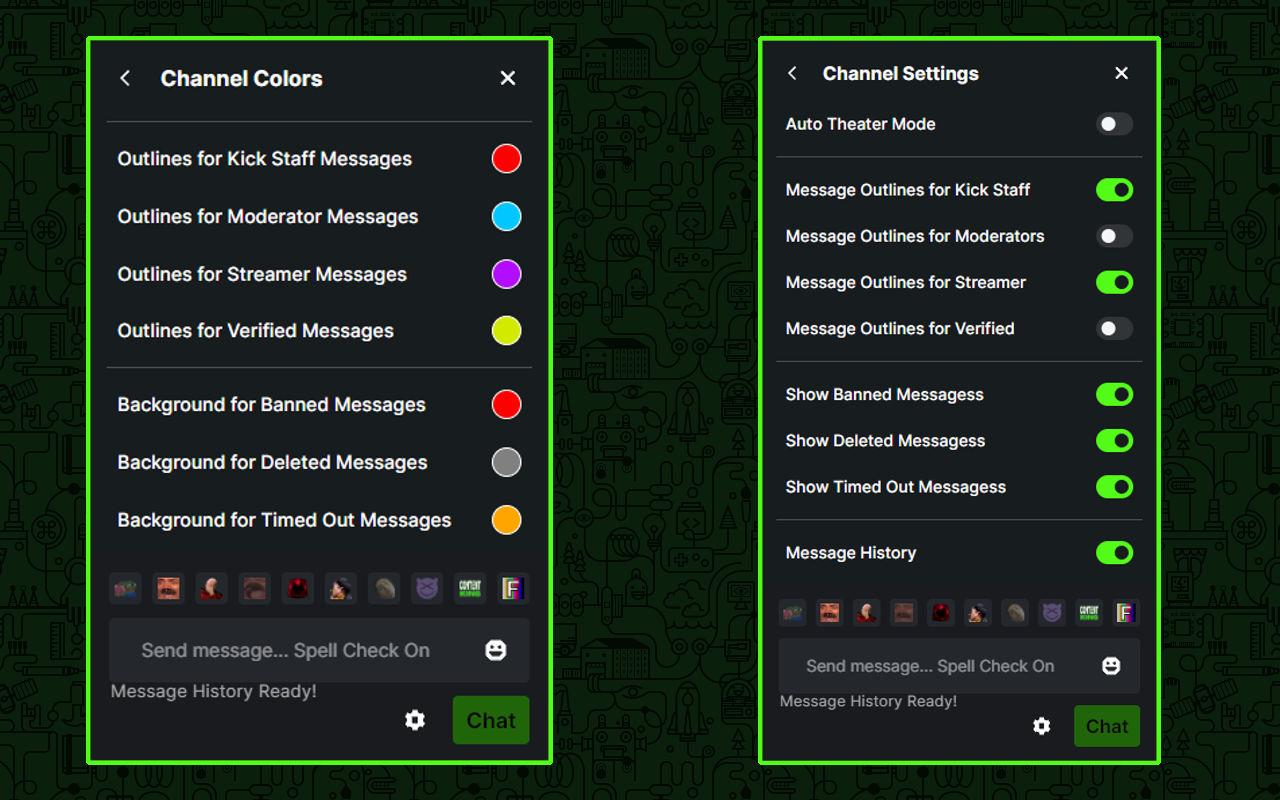 Channel Colors
Outlines for Kick Staff Messages
Outlines for Moderator Messages
Outlines for Streamer Messages
Outlines for Verified Messages
Background for Banned Messages
Background for Deleted Messages
Background for Timed Out Messages
CONTENT
F
Send message... Spell Check On
Message History Ready!
Chat
Channel Settings
Auto Theater Mode
Message Outlines for Kick Staff
Message Outlines for Moderators
Message Outlines for Streamer
Message Outlines for Verified
Show Banned Messagess
Show Deleted Messagess
Show Timed Out Messagess
Message History
CONTENT
F
Send message... Spell Check On
Message History Ready!
Chat